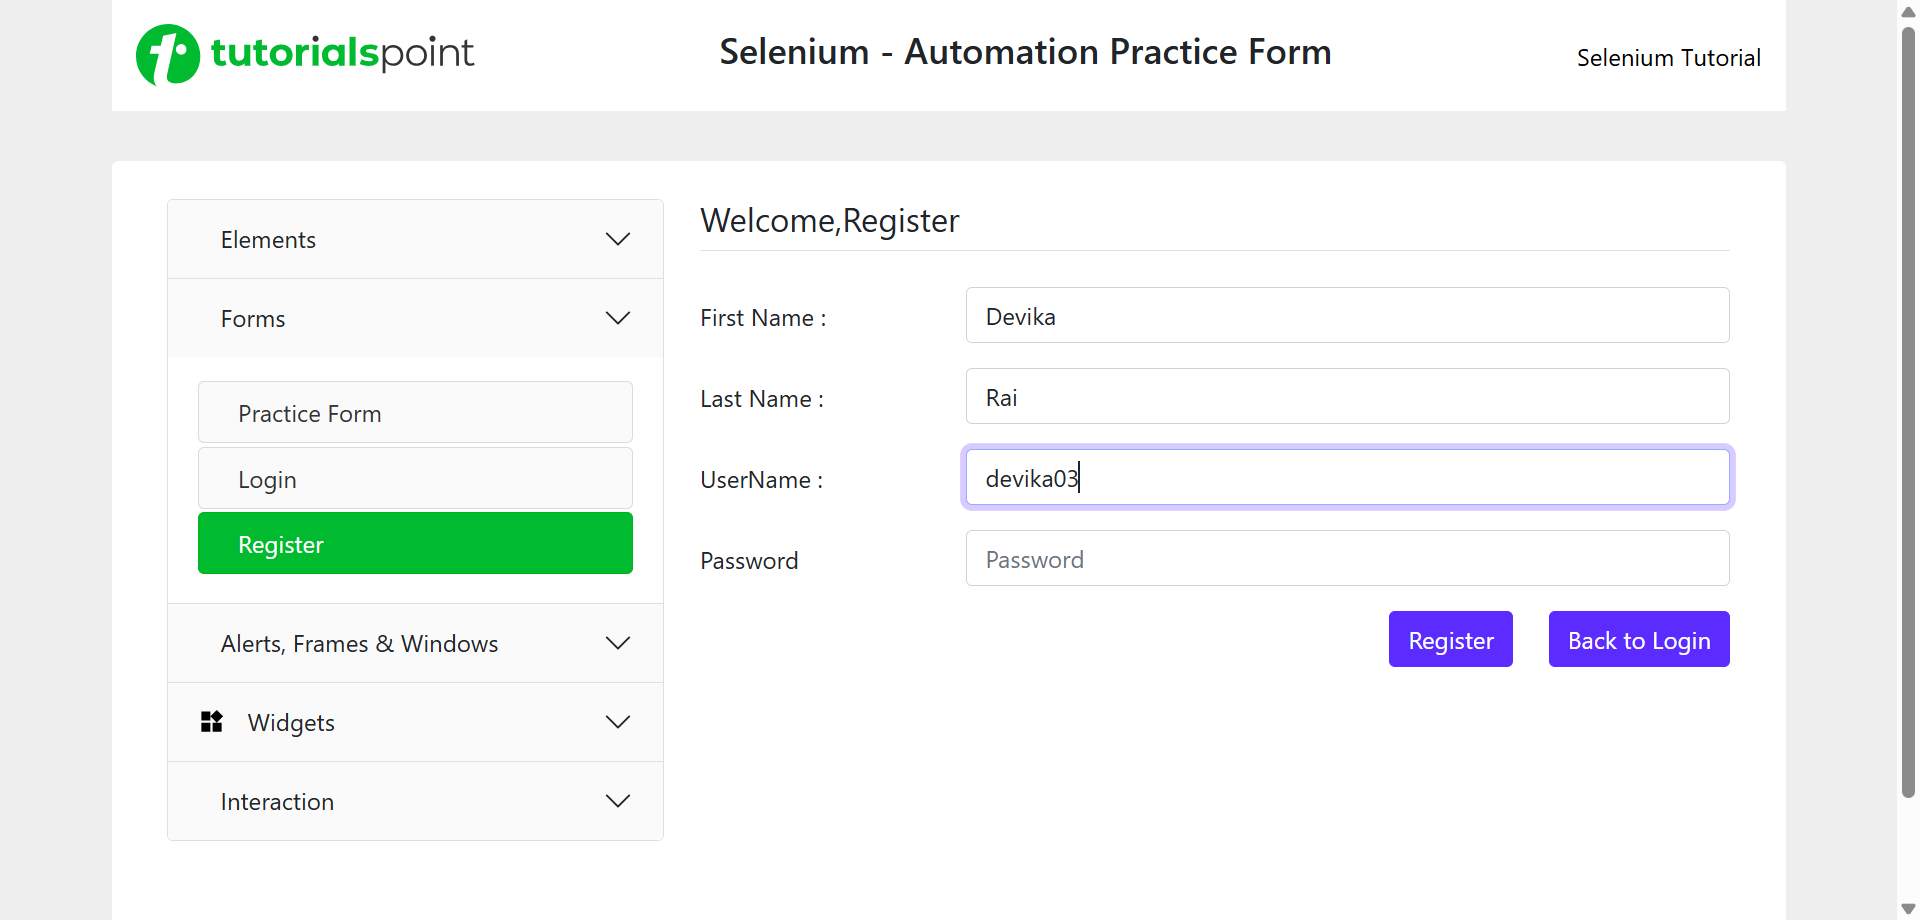 tutorialspoint
Selenium - Automation Practice Form
Selenium Tutorial
Elements
Forms
Practice Form
Login
Register
Alerts, Frames & Windows
Widgets
Interaction
Welcome,Register
First Name :
Devika
Last Name :
Rai
UserName :
devika03
Password
Password
Register
Back to Login